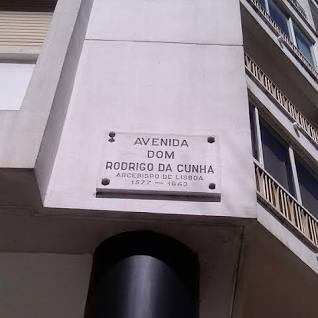 AVENIDA
DOM
RODRIGO DA CUNHA
ARCEBISPO DE LISBOA
1577 — 1643